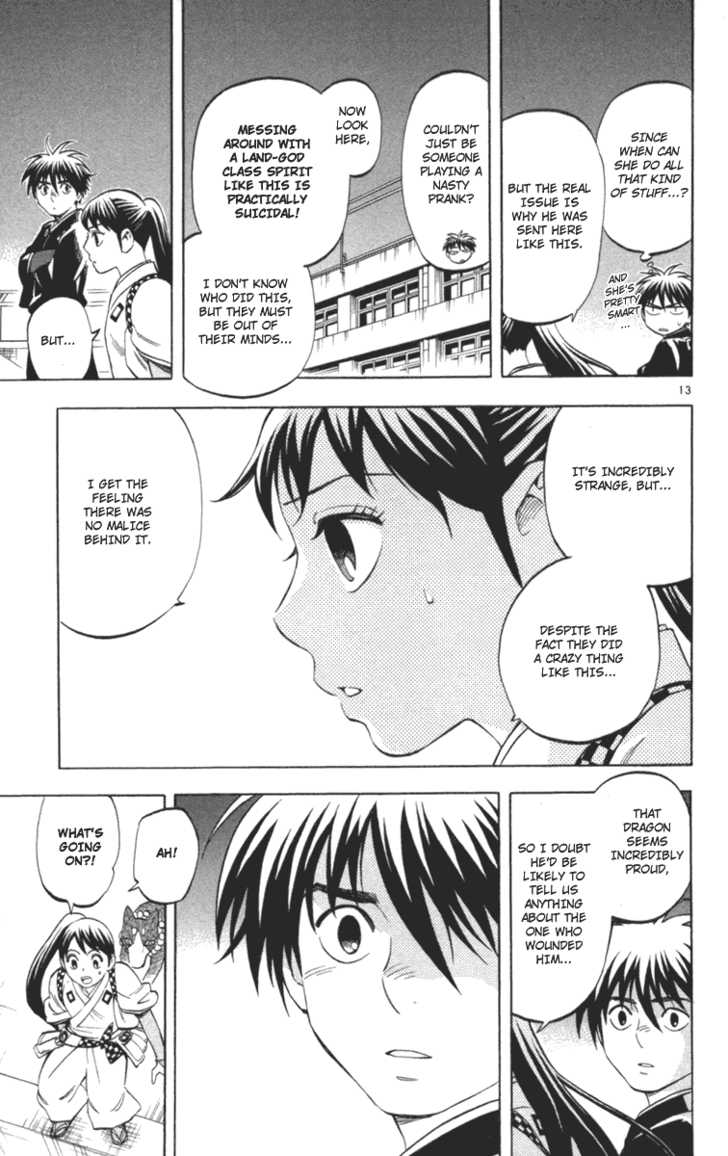 SINCE
WHEN CAN
SHE DO ALL
THAT KIND
OF STUFF...?
AND
SHE'S
PRETTY
SMART
...
BUT THE REAL
ISSUE IS
WHY HE WAS
SENT HERE
LIKE THIS.
COULDN'T
JUST BE
SOMEONE
PLAYING A
NASTY
PRANK?
NOW
LOOK
HERE,
MESSING
AROUND WITH
A LAND-GOD
CLASS SPIRIT
LIKE THIS IS
PRACTICALLY
SUICIDAL!
I DON'T KNOW
WHO DID THIS,
BUT THEY MUST
BE OUT OF
THEIR MINDS...
BUT...
13
IT'S INCREDIBLY
STRANGE, BUT...
DESPITE THE
FACT THEY DID
A CRAZY THING
LIKE THIS...
I GET THE
FEELING
THERE WAS
NO MALICE
BEHIND IT.
THAT
DRAGON
SEEMS
INCREDIBLY
PROUD,
SO I DOUBT
HE'D BE
LIKELY TO
TELL US
ANYTHING
ABOUT THE
ONE WHO
WOUNDED
HIM...
AH!
WHAT'S
GOING
ON?!